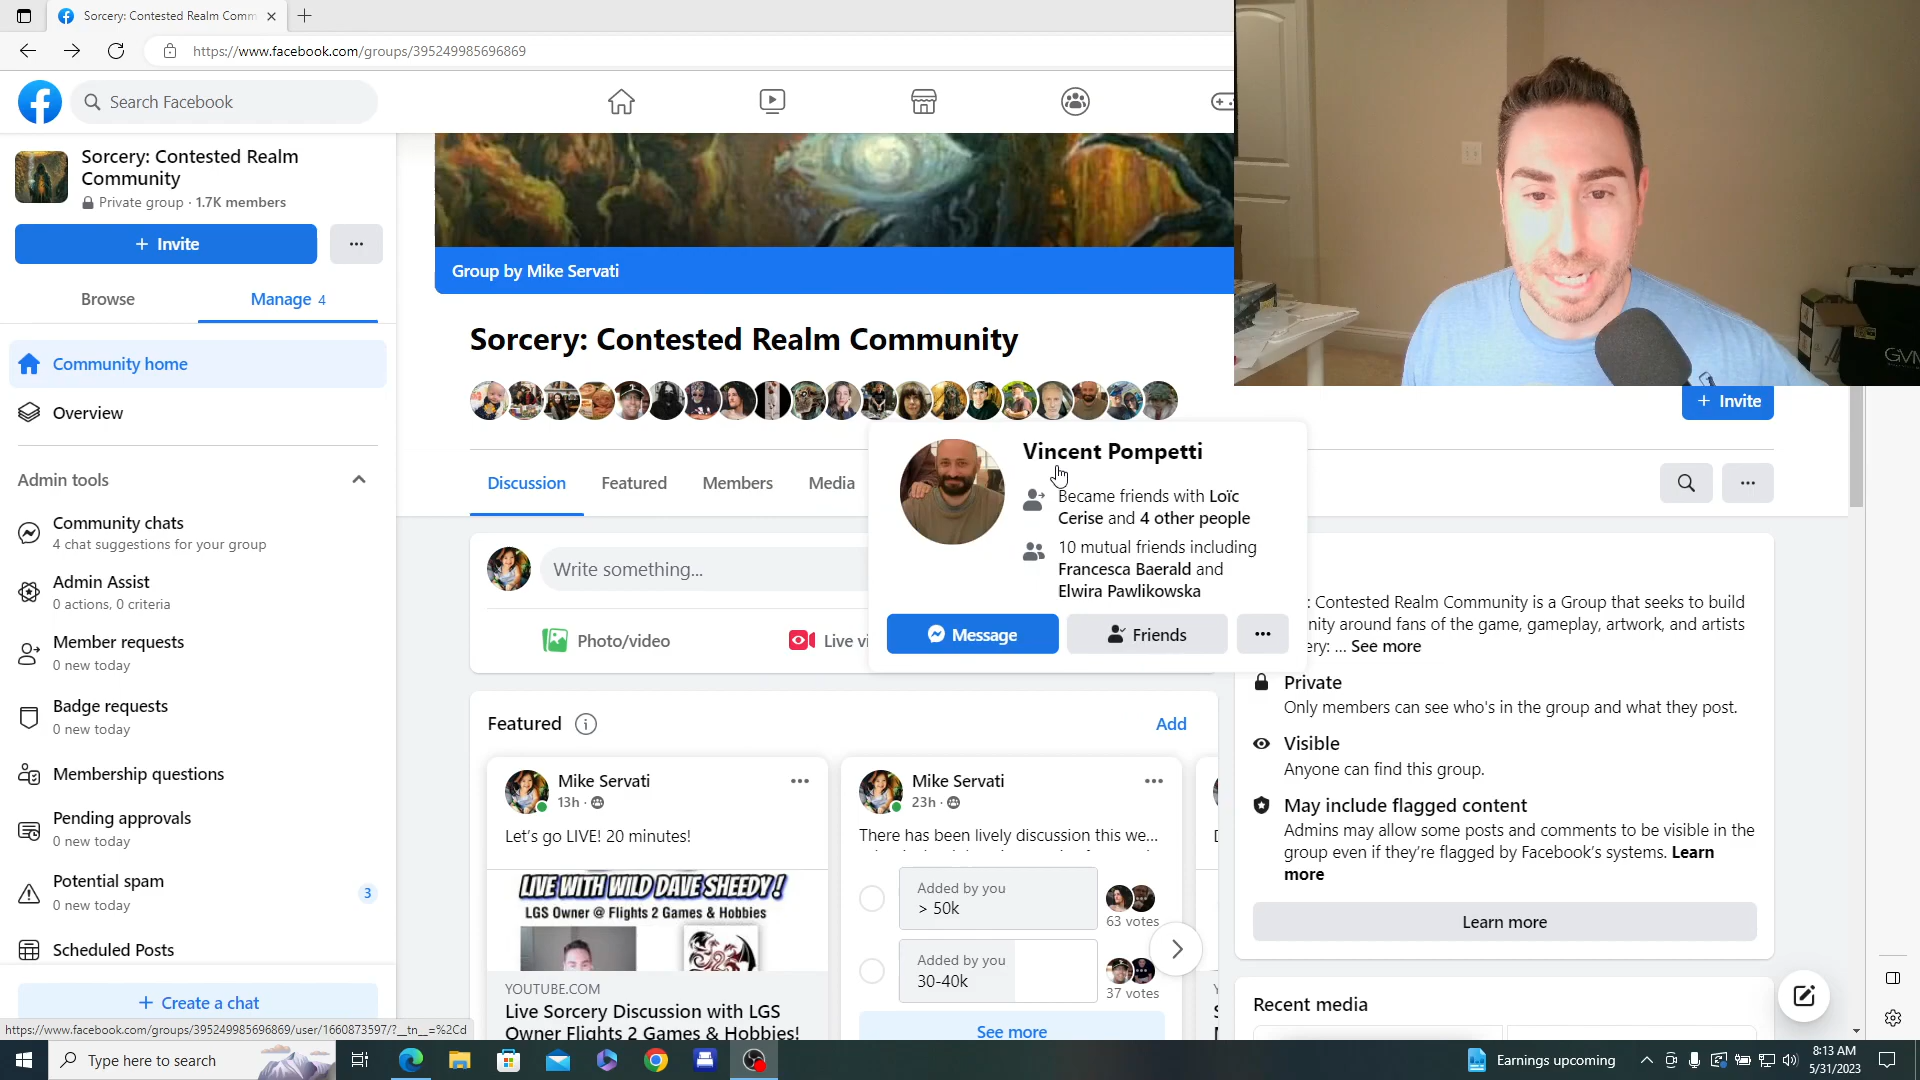 Sorcery: Contested Realm Comm
https://www.facebook.com/groups/395249985696869
Search Facebook
Sorcery: Contested Realm
Community
Private group · 1.7K members
+ Invite
Browse
Manage 4
Community home
Overview
Admin tools
Community chats
4 chat suggestions for your group
Admin Assist
0 actions, 0 criteria
Member requests
0 new today
Badge requests
0 new today
Membership questions
Pending approvals
0 new today
Potential spam
0 new today
3
Scheduled Posts
+ Create a chat
https://www.facebook.com/groups/395249985696869/user/1660873597/?__tn__=%2Cd
Group by Mike Servati
Sorcery: Contested Realm Community
+ Invite
Discussion
Featured
Members
Media
Vincent Pompetti
Became friends with Loïc
Cerise and 4 other people
10 mutual friends including
Francesca Baerald and
Elwira Pawlikowska
Message
Friends
Write something...
Photo/video
Live vi
Featured
Add
Mike Servati
13h ·
Let's go LIVE! 20 minutes!
LIVE WITH WILD DAVE SHEEDY!
LGS Owner @ Flights 2 Games & Hobbies
YOUTUBE.COM
Live Sorcery Discussion with LGS
Owner Flights 2 Games & Hobbies!
Mike Servati
23h ·
There has been lively discussion this we...
Added by you
> 50k
63 votes
Added by you
30-40k
37 votes
See more
: Contested Realm Community is a Group that seeks to build
nity around fans of the game, gameplay, artwork, and artists
ery: ... See more
Private
Only members can see who's in the group and what they post.
Visible
Anyone can find this group.
May include flagged content
Admins may allow some posts and comments to be visible in the
group even if they're flagged by Facebook's systems. Learn
more
Learn more
Recent media
GVM
Type here to search
Earnings upcoming
8:13 AM
5/31/2023